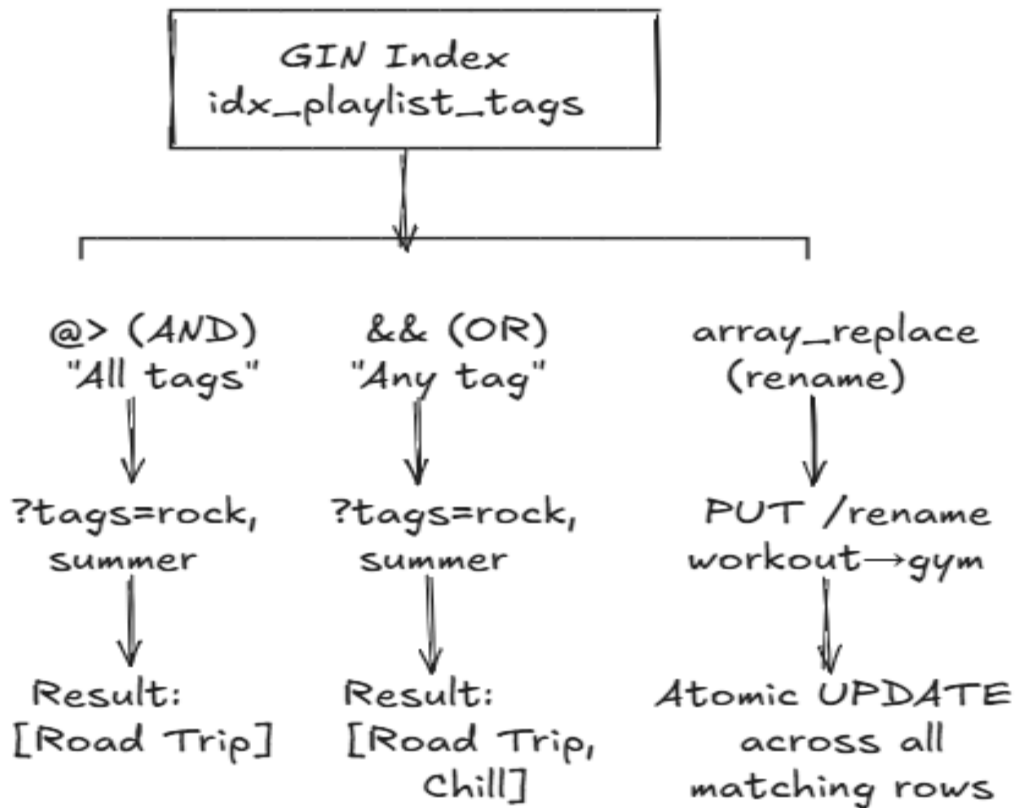 GIN Index
idx_playlist_tags
@> (AND)
"All tags"
?tags=rock,
summer
Result:
[Road Trip]
&& (OR)
"Any tag"
?tags=rock,
summer
Result:
[Road Trip,
Chill]
array_replace
(rename)
PUT /rename
workout→gym
Atomic UPDATE
across all
matching rows